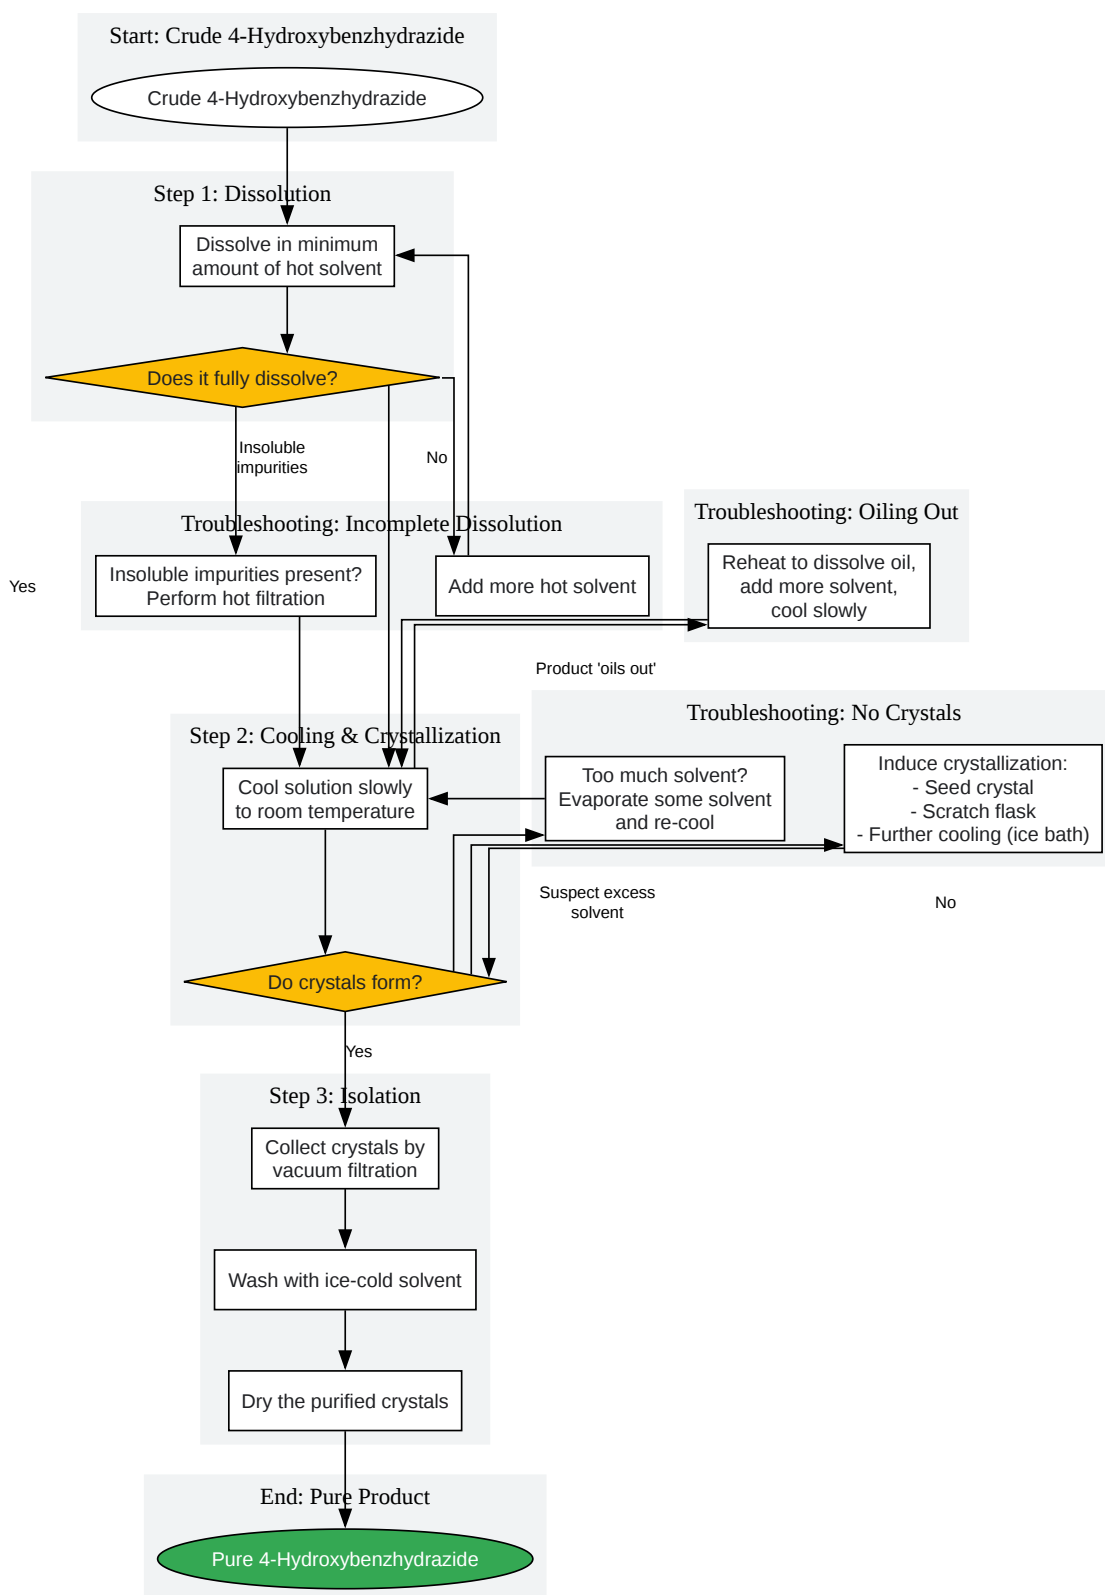 Start: Crude 4-Hydroxybenzhydrazide
Crude 4-Hydroxybenzhydrazide
Step 1: Dissolution
Dissolve in minimum
amount of hot solvent
Does it fully dissolve?
Insoluble
impurities
No
Troubleshooting: Incomplete Dissolution
Insoluble impurities present?
Perform hot filtration
Add more hot solvent
Yes
Troubleshooting: Oiling Out
Reheat to dissolve oil,
add more solvent,
cool slowly
Product 'oils out'
Troubleshooting: No Crystals
Too much solvent?
Evaporate some solvent
and re-cool
Induce crystallization:
- Seed crystal
- Scratch flask
- Further cooling (ice bath)
Step 2: Cooling & Crystallization
Cool solution slowly
to room temperature
Suspect excess
solvent
No
Do crystals form?
Yes
Step 3: Isolation
Collect crystals by
vacuum filtration
Wash with ice-cold solvent
Dry the purified crystals
End: Pure Product
Pure 4-Hydroxybenzhydrazide